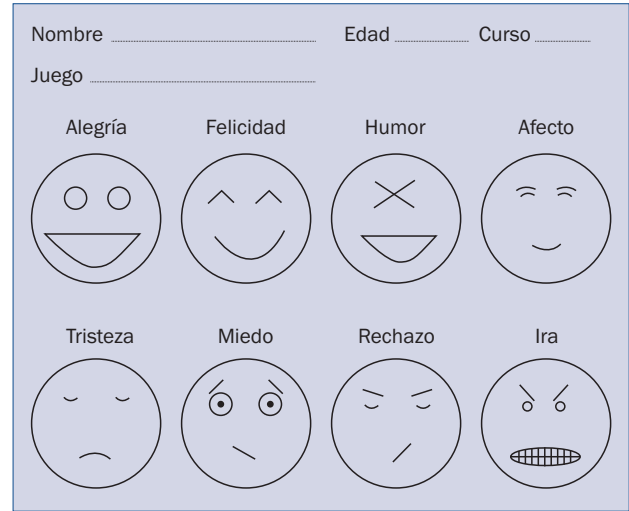 Nombre Edad Curso
Juego
Alegría Felicidad Humor Afecto
Tristeza Miedo Rechazo Ira